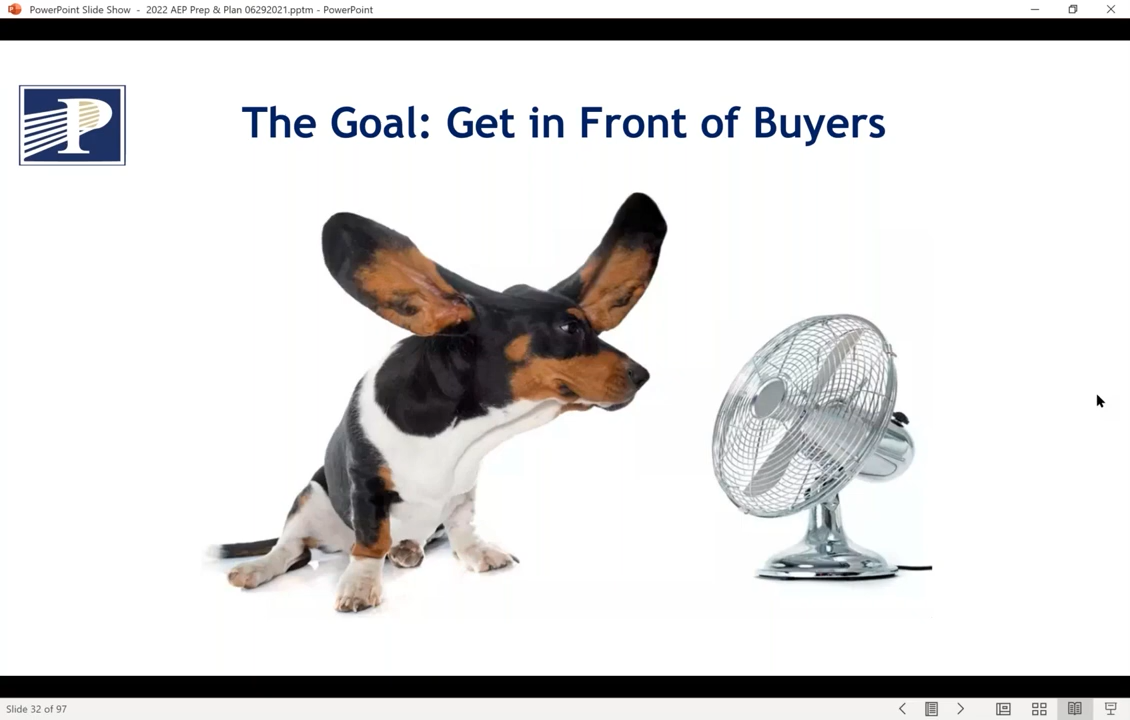 PowerPoint Slide Show - 2022 AEP Prep & Plan 06292021.pptm - PowerPoint
P
The Goal: Get in Front of Buyers
Slide 32 of 97